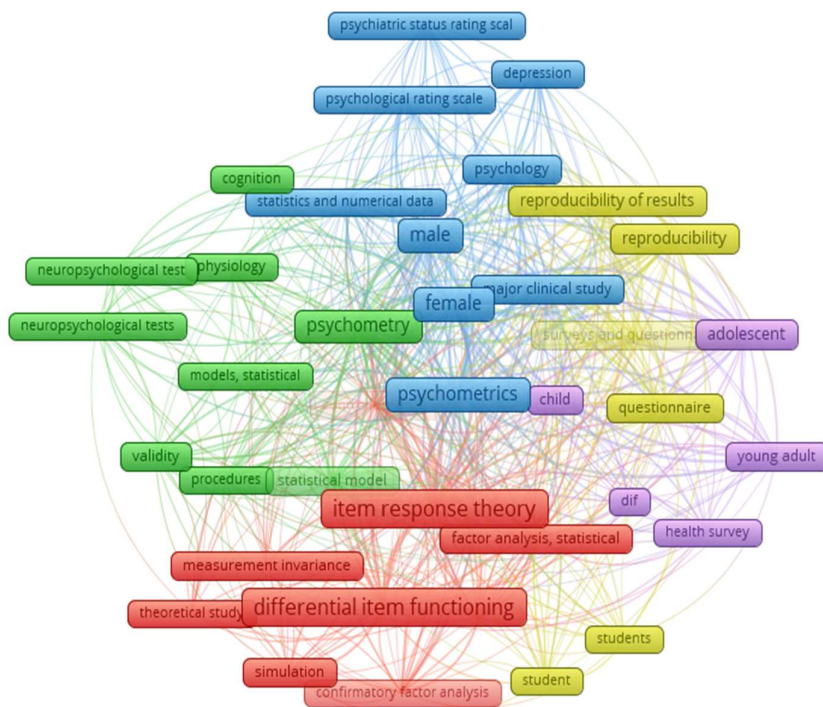 psychiatric status rating scal
depression
psychological rating scale
psychology
cognition
statistics and numerical data
reproducibility of results
male
reproducibility
neuropsychological test
physiology
major clinical study
female
neuropsychological tests
psychometry
surveys and questionn
adolescent
models, statistical
psychometrics
child
questionnaire
validity
young adult
procedures
statistical model
item response theory
dif
factor analysis, statistical
health survey
measurement invariance
differential item functioning
theoretical study
students
simulation
student
confirmatory factor analysis